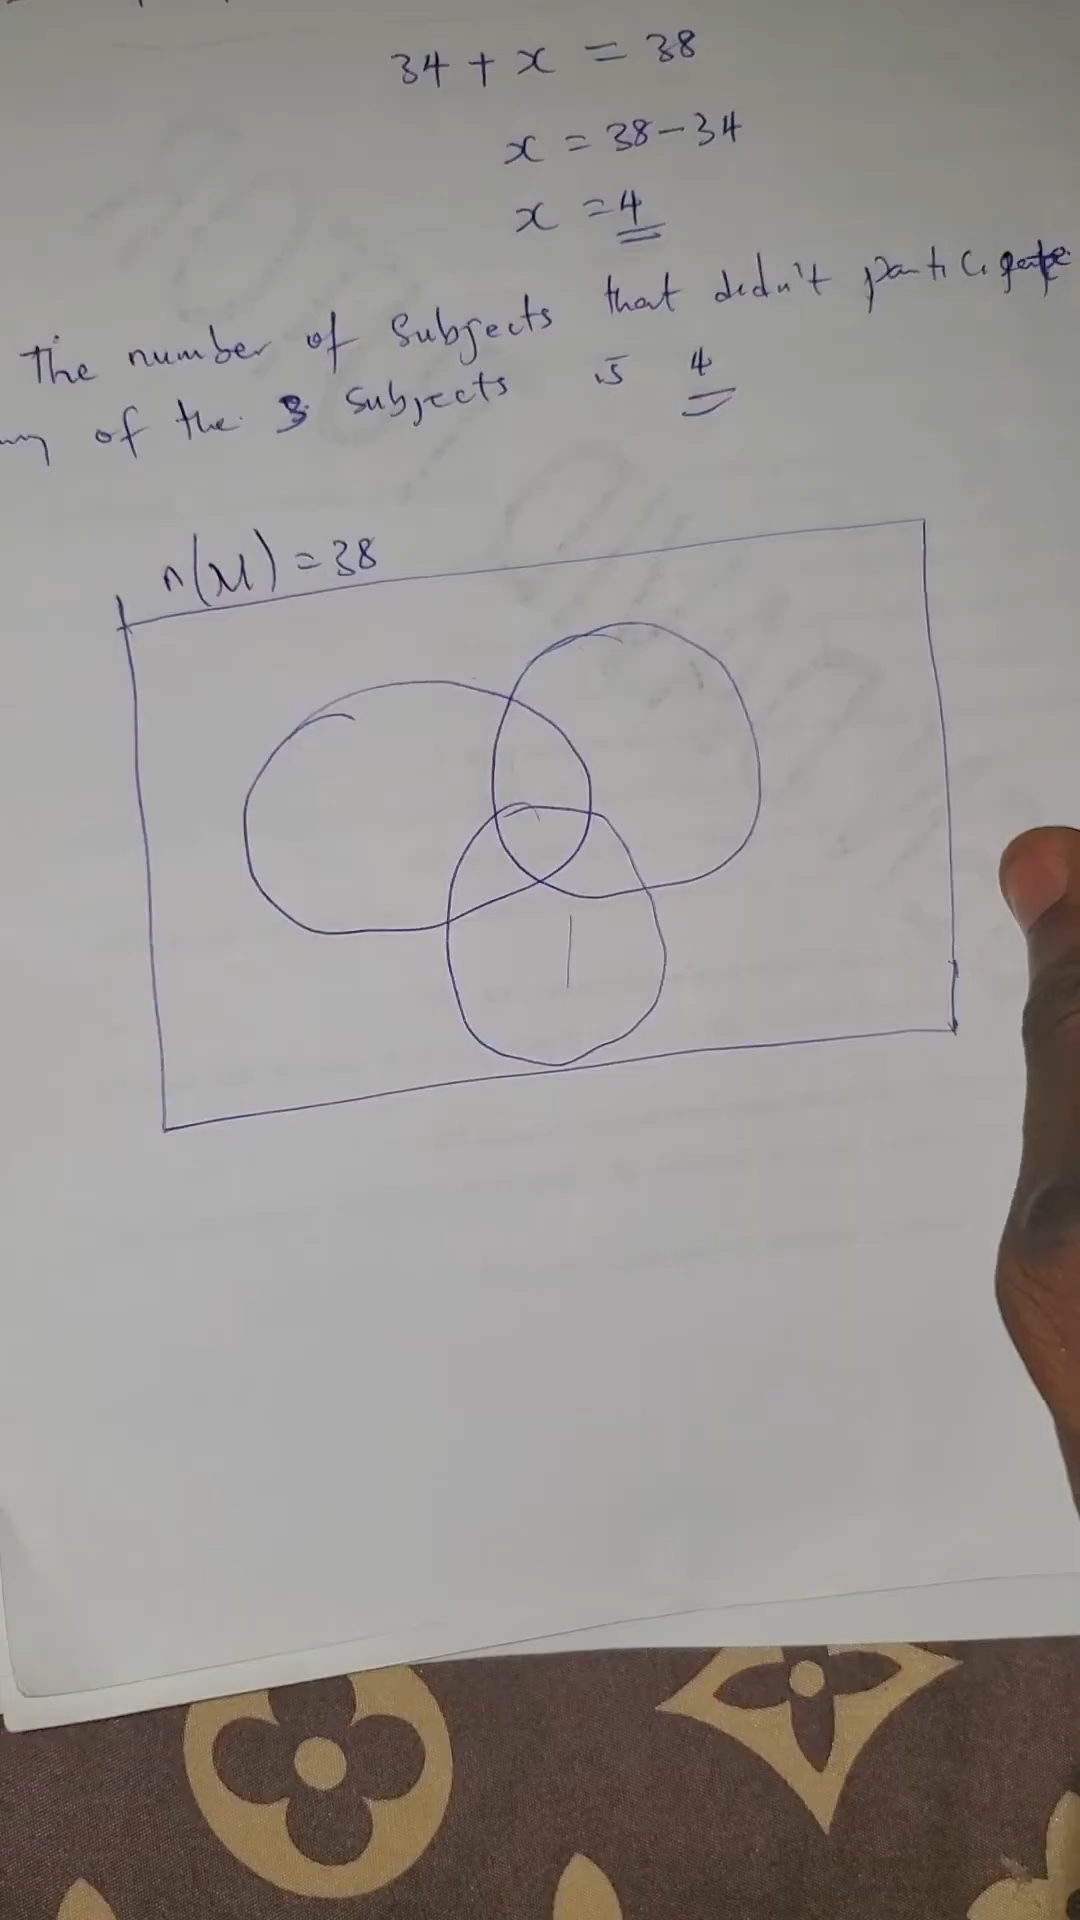 34 + x = 38
x = 38 - 34
x = 4
The number of subjects that didn't participate
of the 3 subjects is 4
n(μ) = 38
1